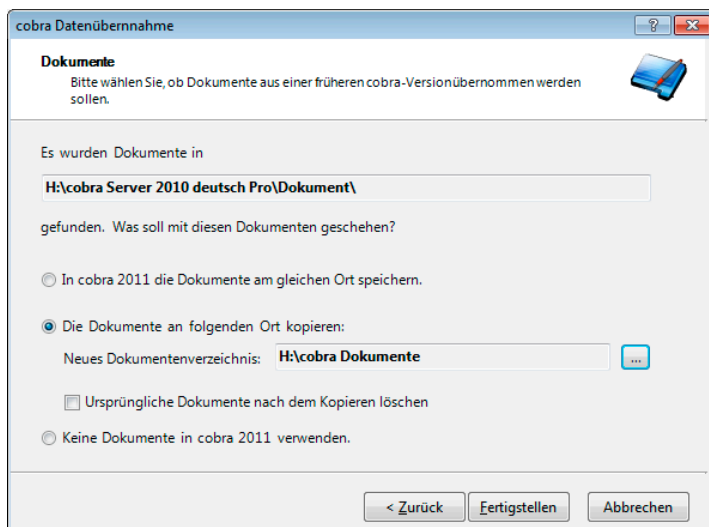 cobra Datenübernnahme
Dokumente
Bitte wählen Sie, ob Dokumente aus einer früheren cobra-Versionübernommen werden
sollen.
Es wurden Dokumente in
H:\cobra Server 2010 deutsch Pro\Dokument\
gefunden. Was soll mit diesen Dokumenten geschehen?
In cobra 2011 die Dokumente am gleichen Ort speichern.
Die Dokumente an folgenden Ort kopieren:
Neues Dokumentenverzeichnis: H:\cobra Dokumente ...
Ursprüngliche Dokumente nach dem Kopieren löschen
Keine Dokumente in cobra 2011 verwenden.
< Zurück Fertigstellen Abbrechen